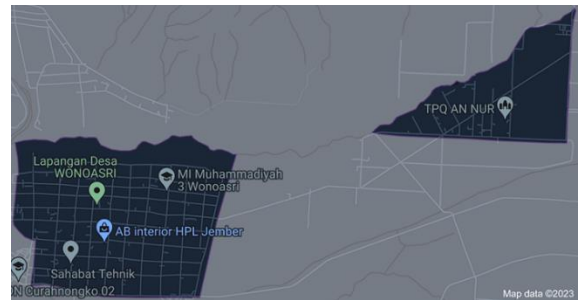 TPQ AN NUR
Lapangan Desa
WONOASRI
MI Muhammadiyah
3 Wonoasri
AB interior HPL Jember
Sahabat Tehnik
N Curahnongko 02
Map data ©2023